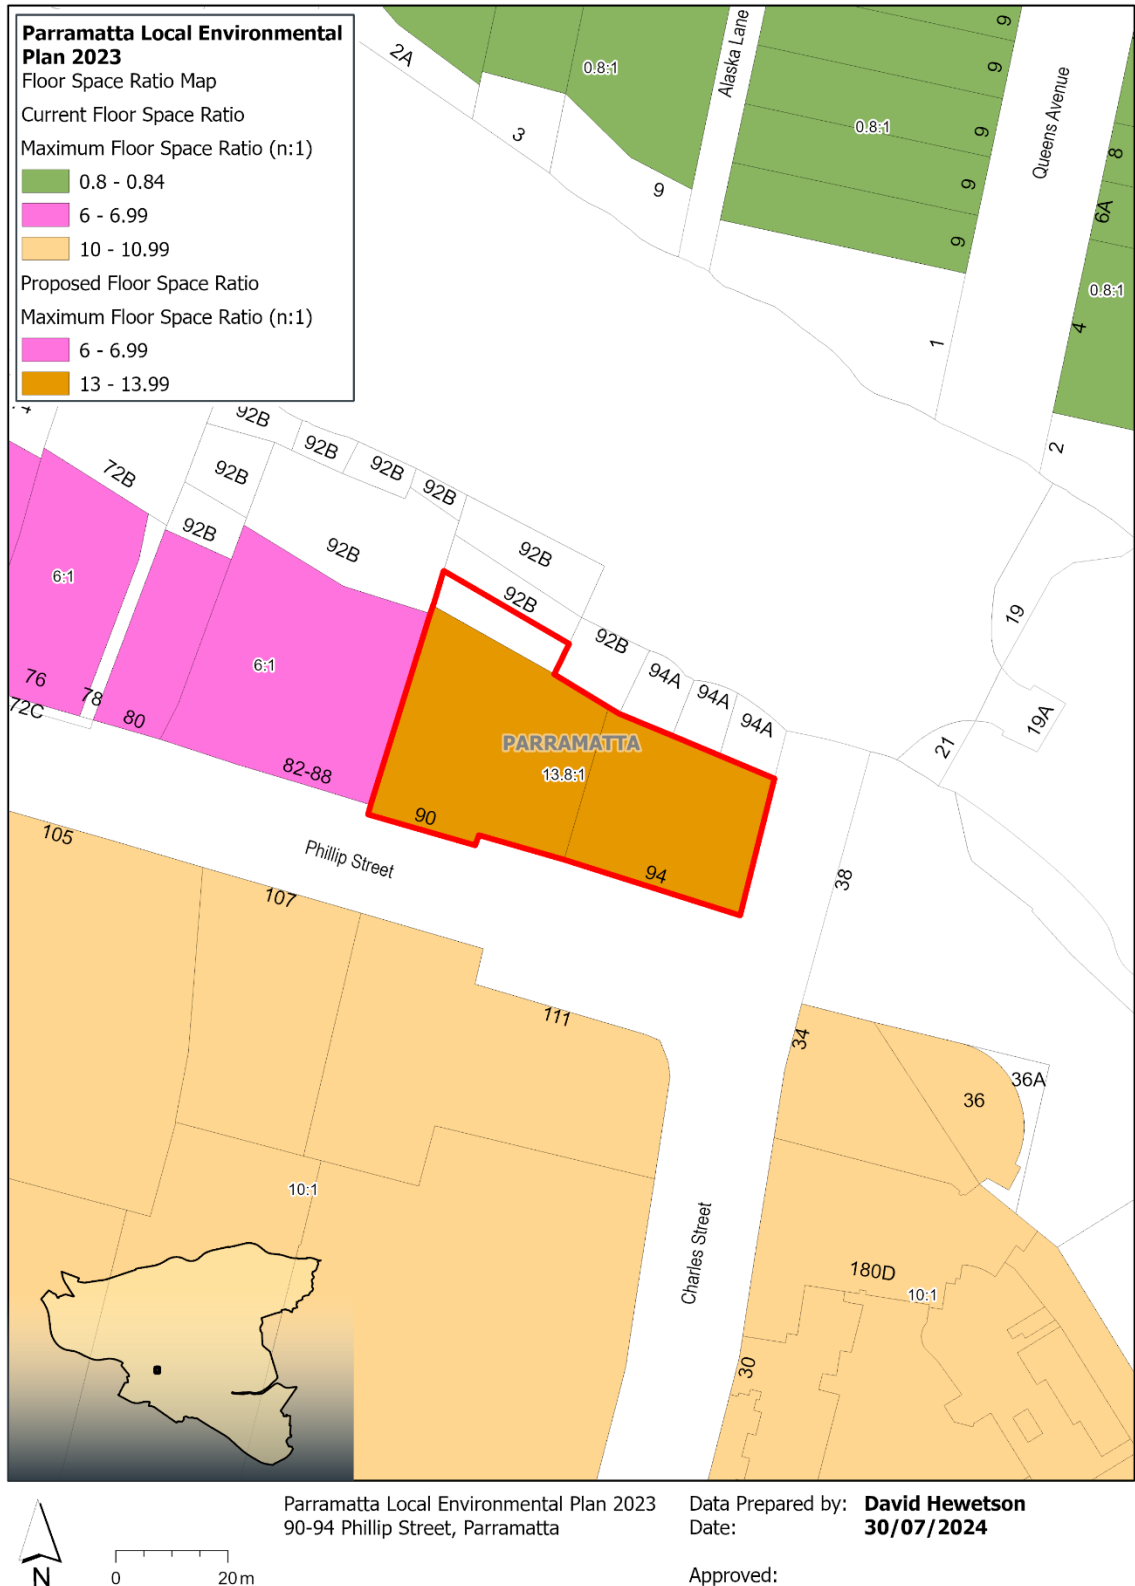 Parramatta Local Environmental
Plan 2023
Floor Space Ratio Map
Current Floor Space Ratio
Maximum Floor Space Ratio (n:1)
0.8 - 0.84
6 - 6.99
10 - 10.99
Proposed Floor Space Ratio
Maximum Floor Space Ratio (n:1)
6 - 6.99
13 - 13.99
2A
3
9
0.8:1
Alaska Lane
9
9
0.8:1
9
9
9
Queens Avenue
8
6A
0.8:1
4
1
2
92B
92B
92B
92B
92B
92B
92B
92B
92B
92B
92B
72B
94A
94A
94A
6:1
6:1
76
78
80
72C
82-88
PARRAMATTA
13.8:1
90
94
19
19A
21
38
Phillip Street
105
107
111
34
36
36A
10:1
Charles Street
180D
10:1
30
N
0
20 m
Parramatta Local Environmental Plan 2023
90-94 Phillip Street, Parramatta
Data Prepared by: David Hewetson
Date: 30/07/2024
Approved: